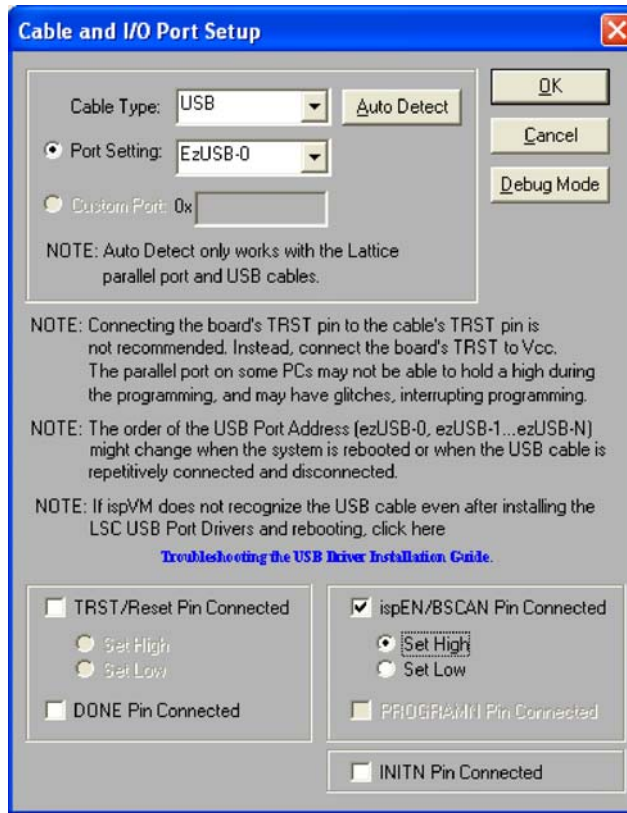 Cable and I/O Port Setup
Cable Type: USB Auto Detect
OK
Port Setting: EzUSB-0
Cancel
Custom Port: 0x
Debug Mode
NOTE: Auto Detect only works with the Lattice
parallel port and USB cables.
NOTE: Connecting the board's TRST pin to the cable's TRST pin is
not recommended. Instead, connect the board's TRST to Vcc.
The parallel port on some PCs may not be able to hold a high during
the programming, and may have glitches, interrupting programming.
NOTE: The order of the USB Port Address (ezUSB-0, ezUSB-1...ezUSB-N)
might change when the system is rebooted or when the USB cable is
repetitively connected and disconnected.
NOTE: If ispVM does not recognize the USB cable even after installing the
LSC USB Port Drivers and rebooting, click here
Troubleshooting the USB Driver Installation Guide.
TRST/Reset Pin Connected
Set High
Set Low
DONE Pin Connected
ispEN/BSCAN Pin Connected
Set High
Set Low
PROGRAMN Pin Connected
INITN Pin Connected